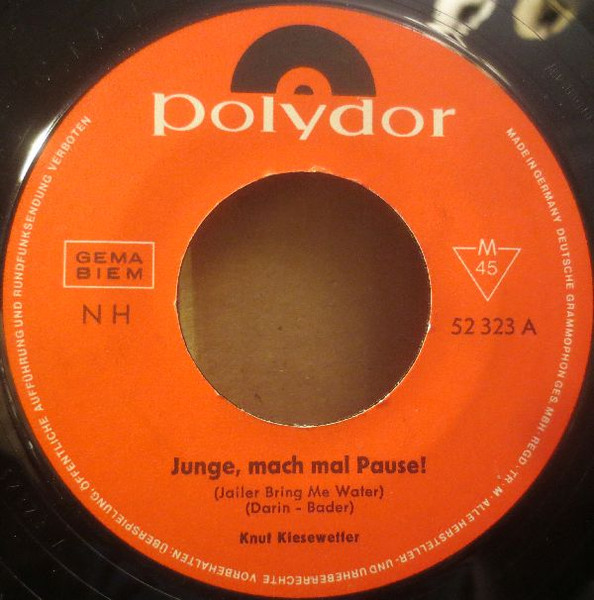 polydor
GEMA
BIEM
NH
M
45
52 323 A
Junge, mach mal Pause!
(Jailer Bring Me Water)
(Darin - Bader)
Knut Kiesewetter
MADE IN GERMANY DEUTSCHE GRAMMOPHON GES. MBH. REGD. TR. M. ALLE HERSTELLER- UND URHEBERRECHTE VORBEHALTEN. ÜBERSPIELUNG, ÖFFENTLICHE AUFFÜHRUNG UND RUNDFUNKSENDUNG VERBOTEN